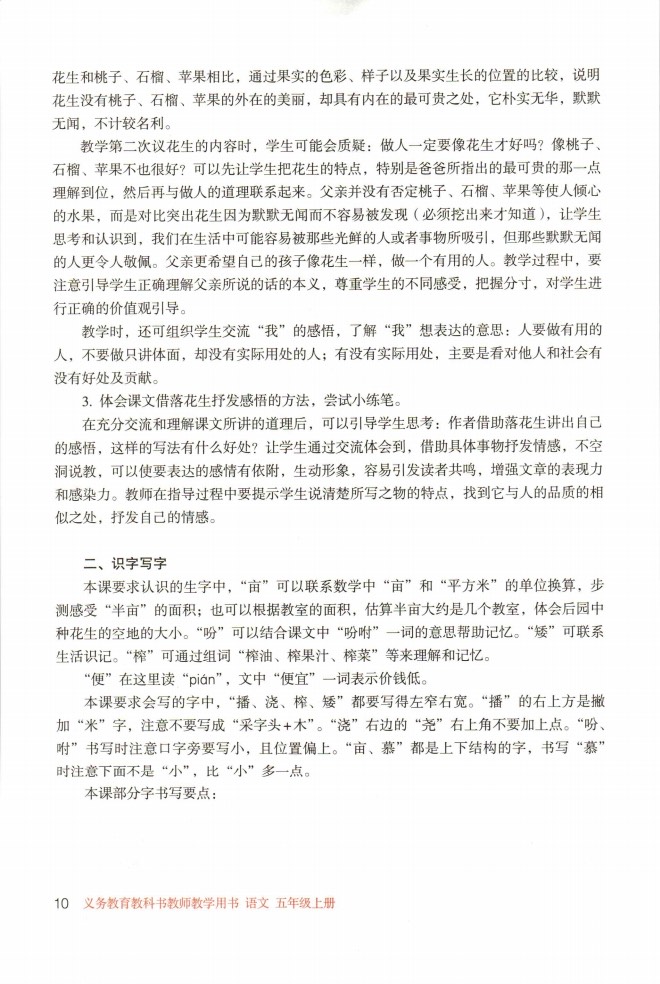 花生和桃子、石榴、苹果相比，通过果实的色彩、样子以及果实生长的位置的比较，说明
花生没有桃子、石榴、苹果的外在的美丽，却具有内在的最可贵之处，它朴实无华，默默
无闻，不计较名利。
教学第二次议花生的内容时，学生可能会质疑：做人一定要像花生才好吗？像桃子、
石榴、苹果不也很好？可以先让学生把花生的特点，特别是爸爸所指出的最可贵的那一点
理解到位，然后再与做人的道理联系起来。父亲并没有否定桃子、石榴、苹果等使人倾心
的水果，而是对比突出花生因为默默无闻而不容易被发现（必须挖出来才知道），让学生
思考和认识到，我们在生活中可能容易被那些光鲜的人或者事物所吸引，但那些默默无闻
的人更令人敬佩。父亲更希望自己的孩子像花生一样，做一个有用的人。教学过程中，要
注意引导学生正确理解父亲所说的话的本义，尊重学生的不同感受，把握分寸，对学生进
行正确的价值观引导。
教学时，还可组织学生交流“我”的感悟，了解“我”想表达的意思：人要做有用的
人，不要做只讲体面，却没有实际用处的人；有没有实际用处，主要是看对他人和社会有
没有好处及贡献。
3. 体会课文借落花生抒发感悟的方法，尝试小练笔。
在充分交流和理解课文所讲的道理后，可以引导学生思考：作者借助落花生讲出自己
的感悟，这样的写法有什么好处？让学生通过交流体会到，借助具体事物抒发情感，不空
洞说教，可以使要表达的感情有依附，生动形象，容易引发读者共鸣，增强文章的表现力
和感染力。教师在指导过程中要提示学生说清楚所写之物的特点，找到它与人的品质的相
似之处，抒发自己的情感。
二、识字写字
本课要求认识的生字中，“亩”可以联系数学中“亩”和“平方米”的单位换算，步
测感受“半亩”的面积；也可以根据教室的面积，估算半亩大约是几个教室，体会后园中
种花生的空地的大小。“吩”可以结合课文中“吩咐”一词的意思帮助记忆。“矮”可联系
生活识记。“榨”可通过组词“榨油、榨果汁、榨菜”等来理解和记忆。
“便”在这里读“pián”，文中“便宜”一词表示价钱低。
本课要求会写的字中，“播、浇、榨、矮”都要写得左窄右宽。“播”的右上方是撇
加“米”字，注意不要写成“采字头+木”。“浇”右边的“尧”右上角不要加上点。“吩、
咐”书写时注意口字旁要写小，且位置偏上。“亩、慕”都是上下结构的字，书写“慕”
时注意下面不是“小”，比“小”多一点。
本课部分字书写要点：
10 义务教育教科书教师教学用书 语文 五年级上册